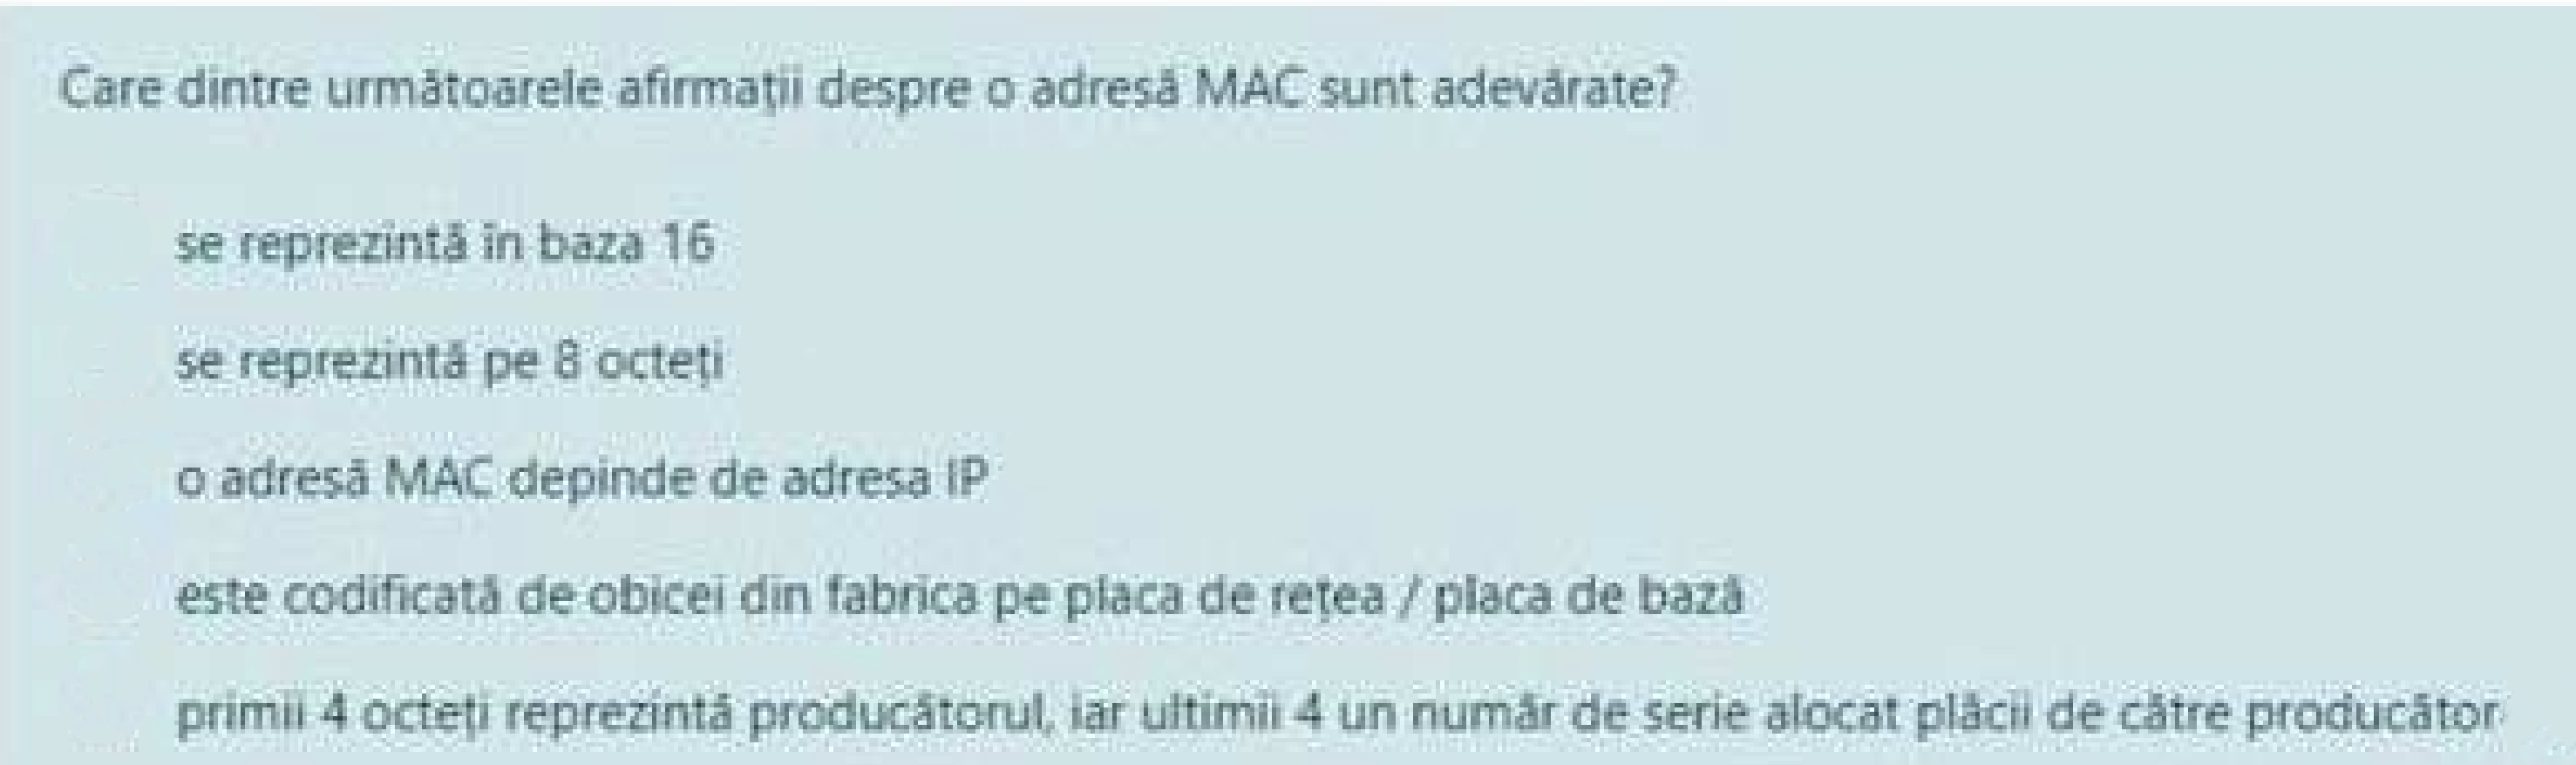 Care dintre următoarele afirmații despre o adresă MAC sunt adevărate?
se reprezintă în baza 16
se reprezintă pe 8 octeți
o adresă MAC depinde de adresa IP
este codificată de obicei din fabrica pe placa de rețea / placa de bază
primii 4 octeți reprezintă producătorul, iar ultimii 4 un număr de serie alocat plăcii de către producător